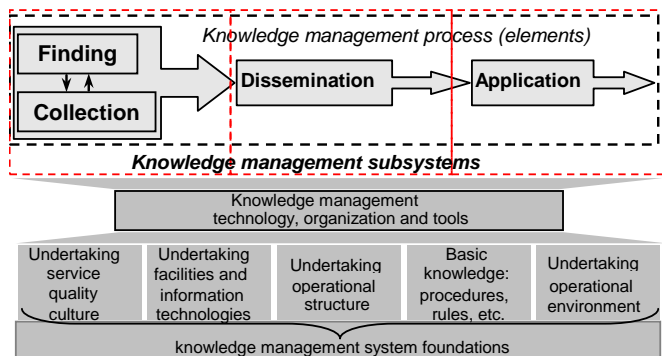 Knowledge management process (elements)
Finding
Collection
Dissemination
Application
Knowledge management subsystems
Knowledge management
technology, organization and tools
Undertaking
service
quality
culture
Undertaking
facilities and
information
technologies
Undertaking
operational
structure
Basic
knowledge:
procedures,
rules, etc.
Undertaking
operational
environment
knowledge management system foundations